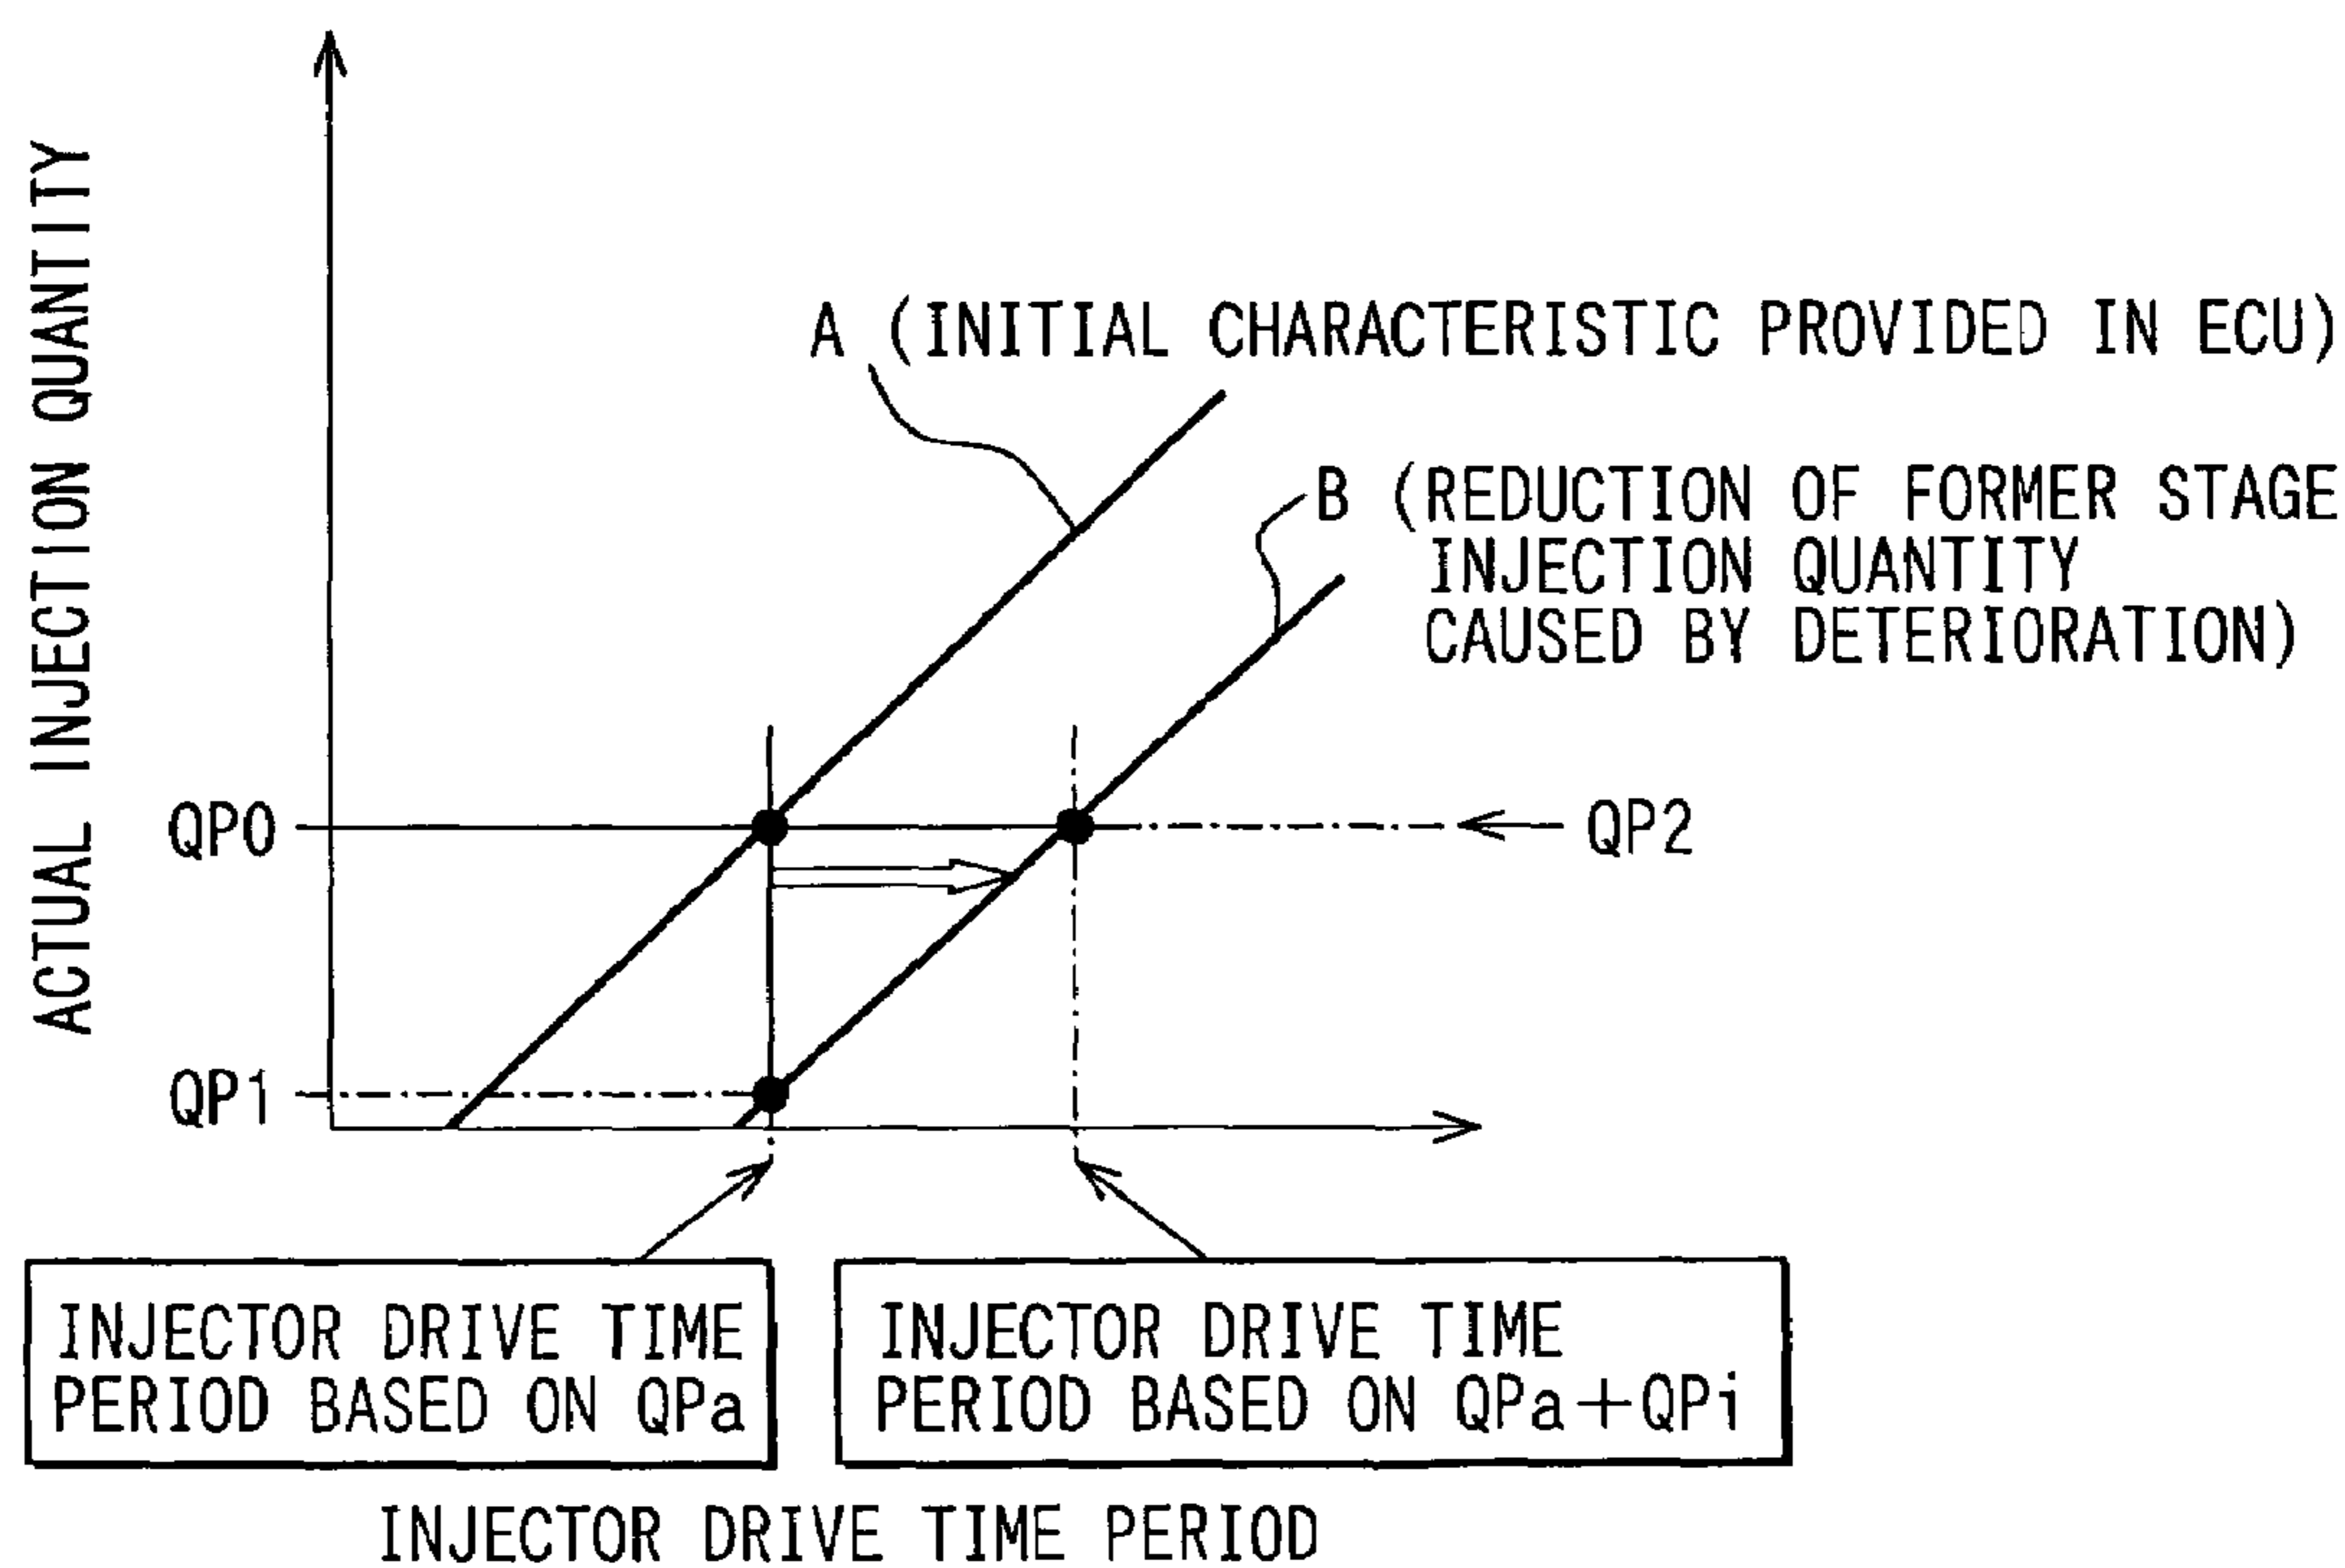 ACTUAL INJECTION QUANTITY
A (INITIAL CHARACTERISTIC PROVIDED IN ECU)
B (REDUCTION OF FORMER STAGE
INJECTION QUANTITY
CAUSED BY DETERIORATION)
QP0
QP2
QP1
INJECTOR DRIVE TIME
PERIOD BASED ON QPa
INJECTOR DRIVE TIME
PERIOD BASED ON QPa+QPi
INJECTOR DRIVE TIME PERIOD